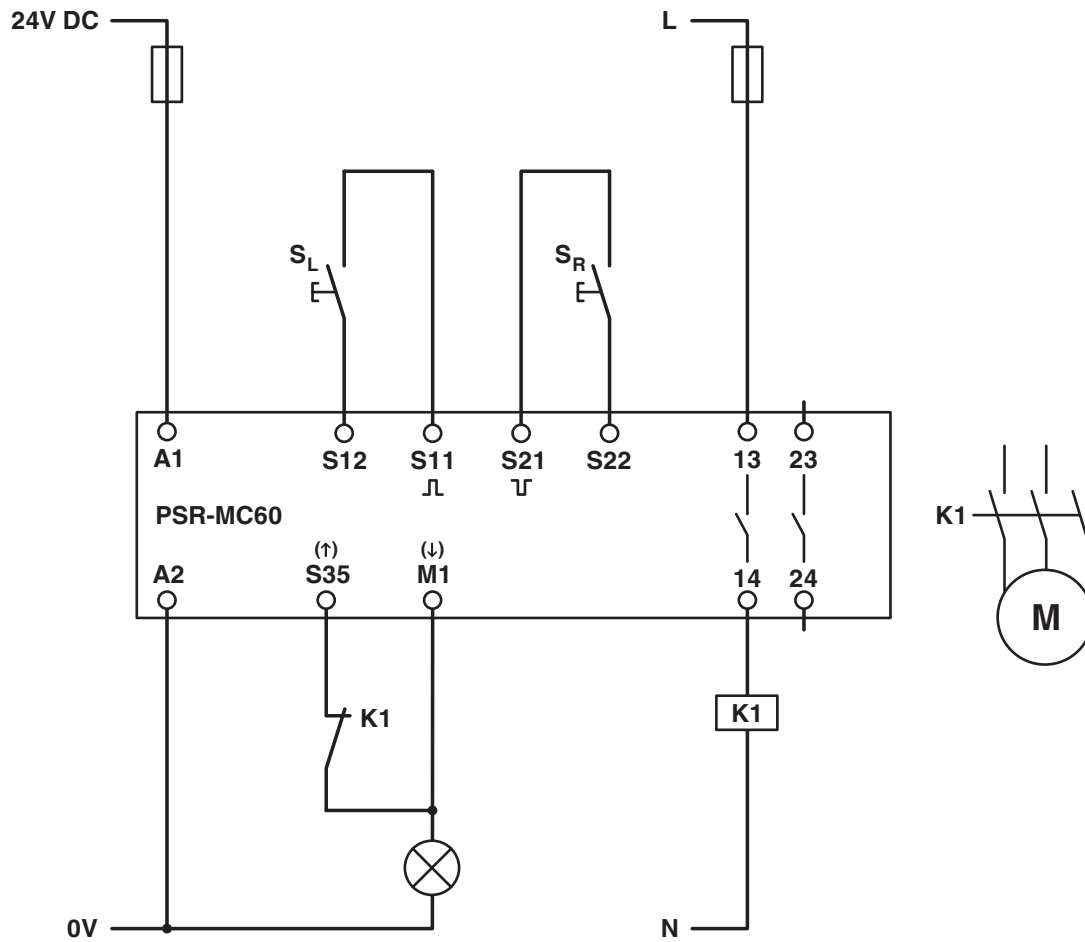 24V DC
L
S_L
S_R
A1
S12
S11
S21
S22
13
23
PSR-MC60
K1
(↑)
(↓)
A2
S35
M1
14
24
M
K1
K1
0V
N